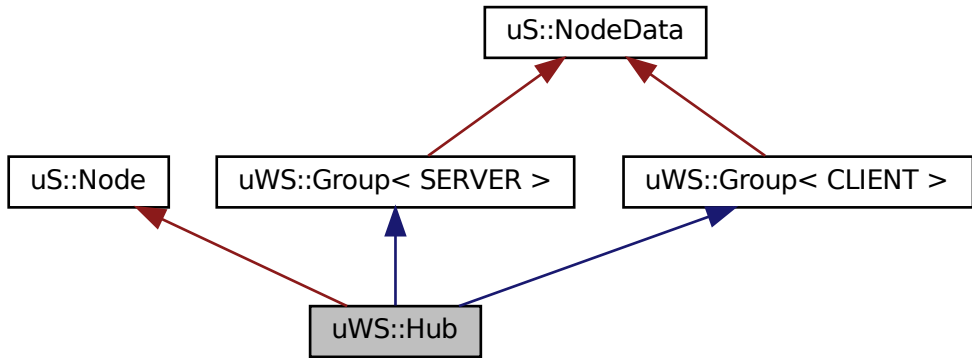 uS::NodeData
uS::Node
uWS::Group< SERVER >
uWS::Group< CLIENT >
uWS::Hub